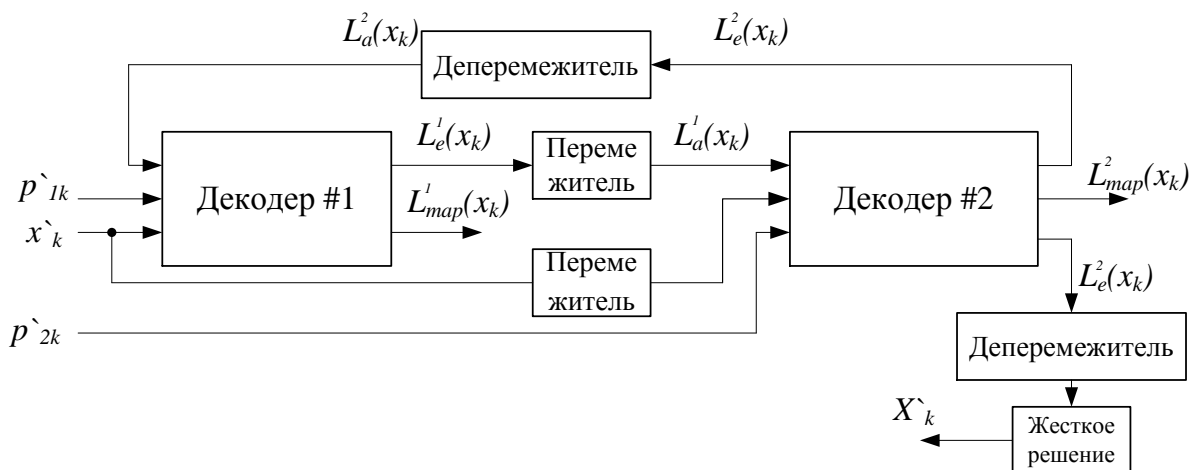 L²ₐ(xₖ)
L²ₑ(xₖ)
Деперемежитель
L¹ₑ(xₖ)
Переме
житель
L¹ₐ(xₖ)
Декодер #1
Декодер #2
p`1k
L¹map(xₖ)
L²map(xₖ)
x`k
Переме
житель
L²ₑ(xₖ)
p`2k
Деперемежитель
X`k
Жесткое
решение